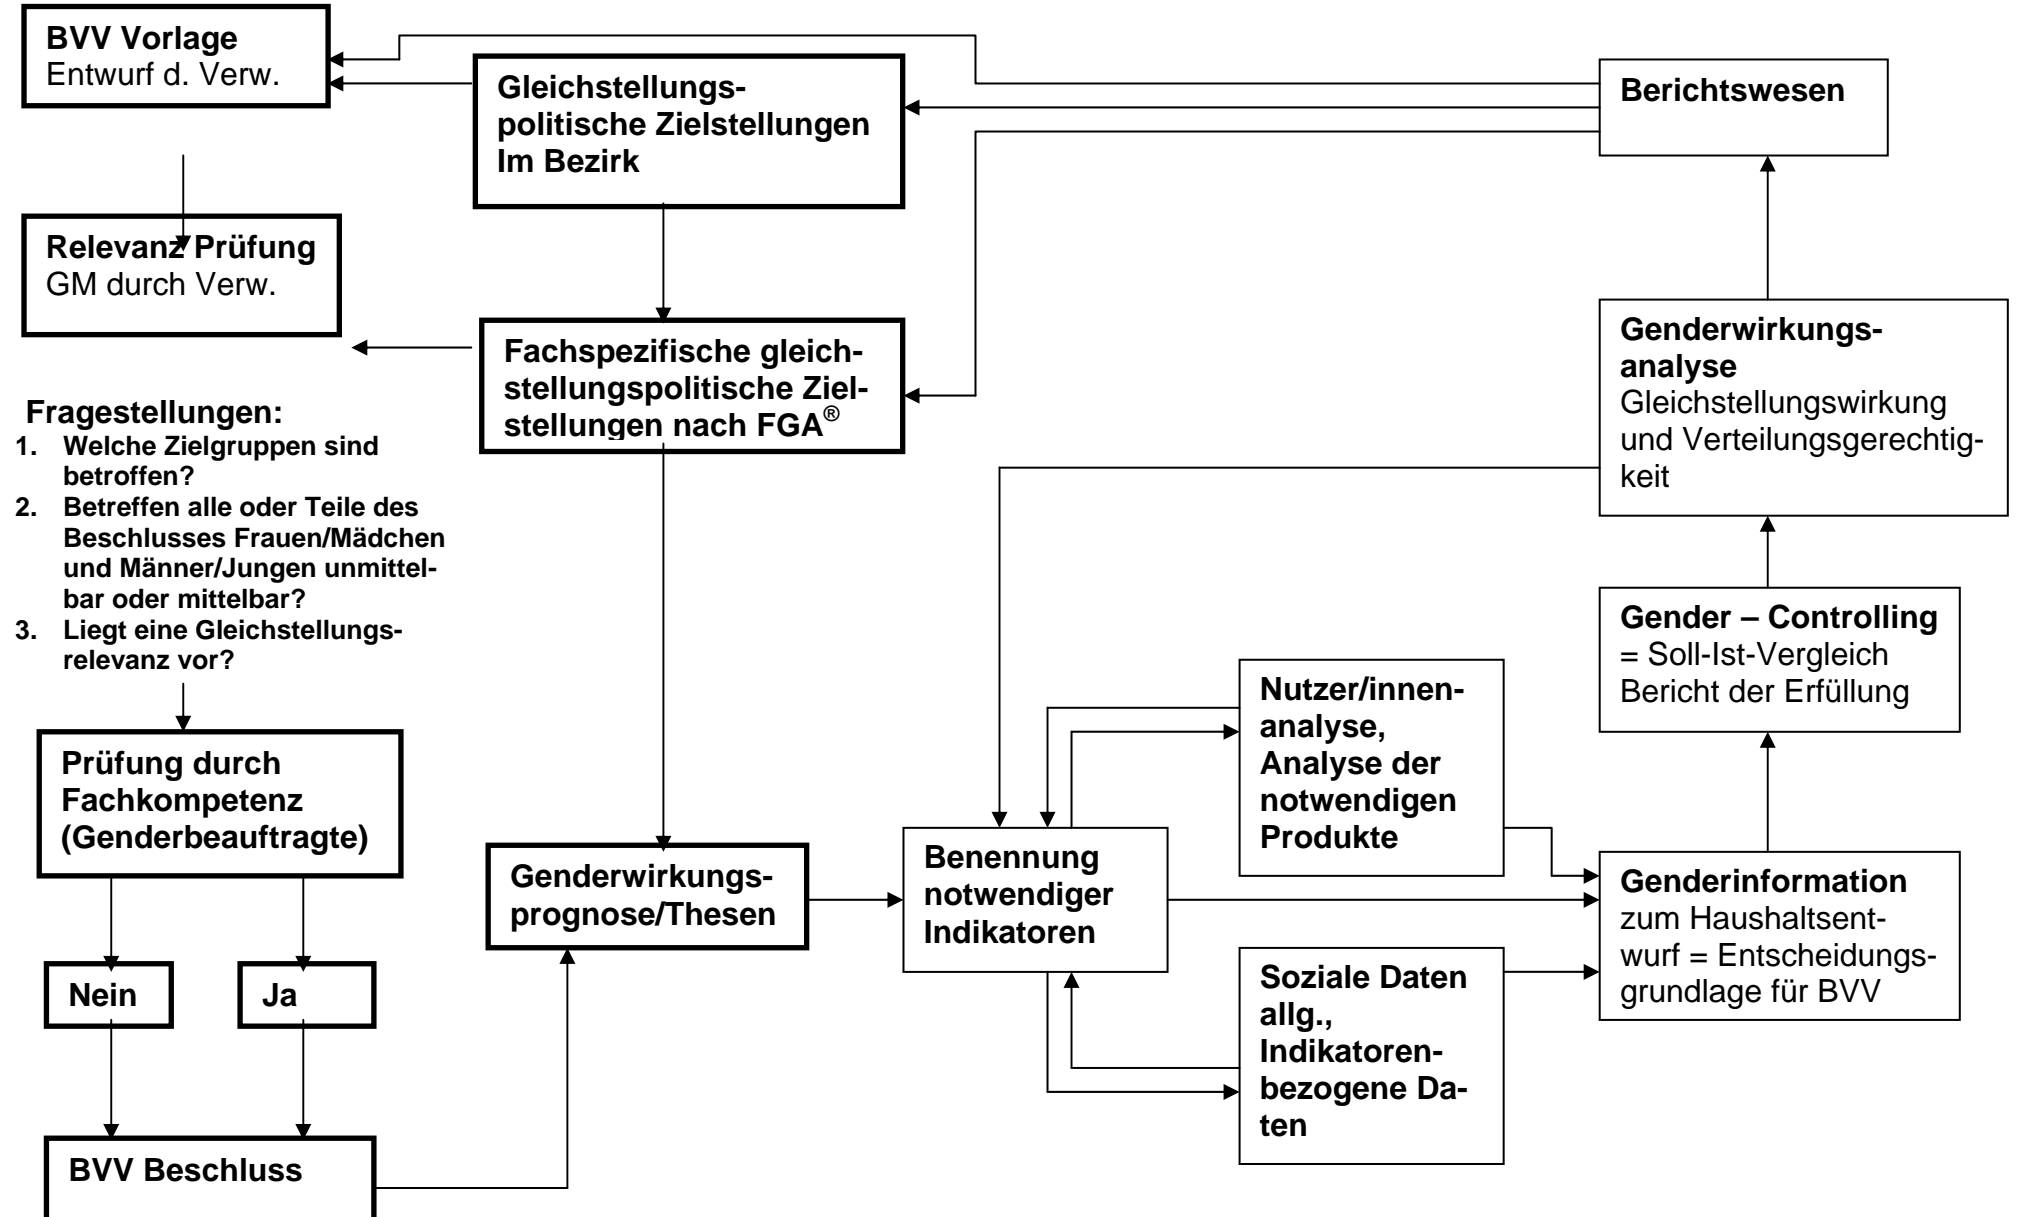 BVV Vorlage
Entwurf d. Verw.
Gleichstellungs-
politische Zielstellungen
Im Bezirk
Berichtswesen
Relevanz Prüfung
GM durch Verw.
Fachspezifische gleich-
stellungspolitische Ziel-
stellungen nach FGA®
Genderwirkungs-
analyse
Gleichstellungswirkung
und Verteilungsgerechtig-
keit
Fragestellungen:
1. Welche Zielgruppen sind
betroffen?
2. Betreffen alle oder Teile des
Beschlusses Frauen/Mädchen
und Männer/Jungen unmittel-
bar oder mittelbar?
3. Liegt eine Gleichstellungs-
relevanz vor?
Gender – Controlling
= Soll-Ist-Vergleich
Bericht der Erfüllung
Nutzer/innen-
analyse,
Analyse der
notwendigen
Produkte
Prüfung durch
Fachkompetenz
(Genderbeauftragte)
Genderwirkungs-
prognose/Thesen
Benennung
notwendiger
Indikatoren
Genderinformation
zum Haushaltsent-
wurf = Entscheidungs-
grundlage für BVV
Nein
Ja
Soziale Daten
allg.,
Indikatoren-
bezogene Da-
ten
BVV Beschluss